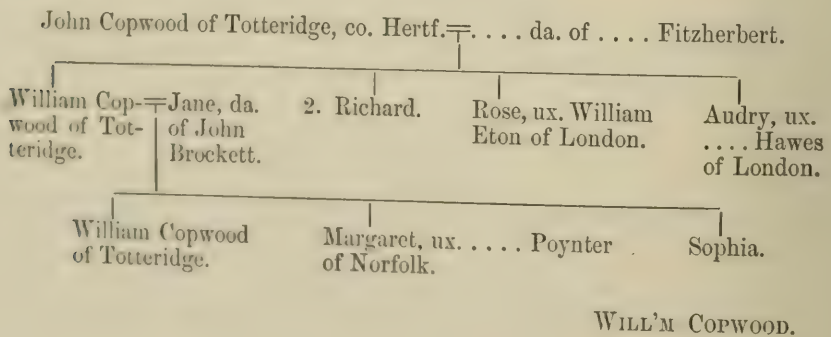 John Copwood of Totteridge, co. Hertf.=. . . . da. of . . . . Fitzherbert.
William Cop-
wood of Tot-
teridge.
=Jane, da.
of John
Brockett.
2. Richard.
Rose, ux. William
Eton of London.
Audry, ux.
. . . . Hawes
of London.
William Copwood
of Totteridge.
Margaret, ux. . . . . Poynter
of Norfolk.
Sophia.
WILL'M COPWOOD.